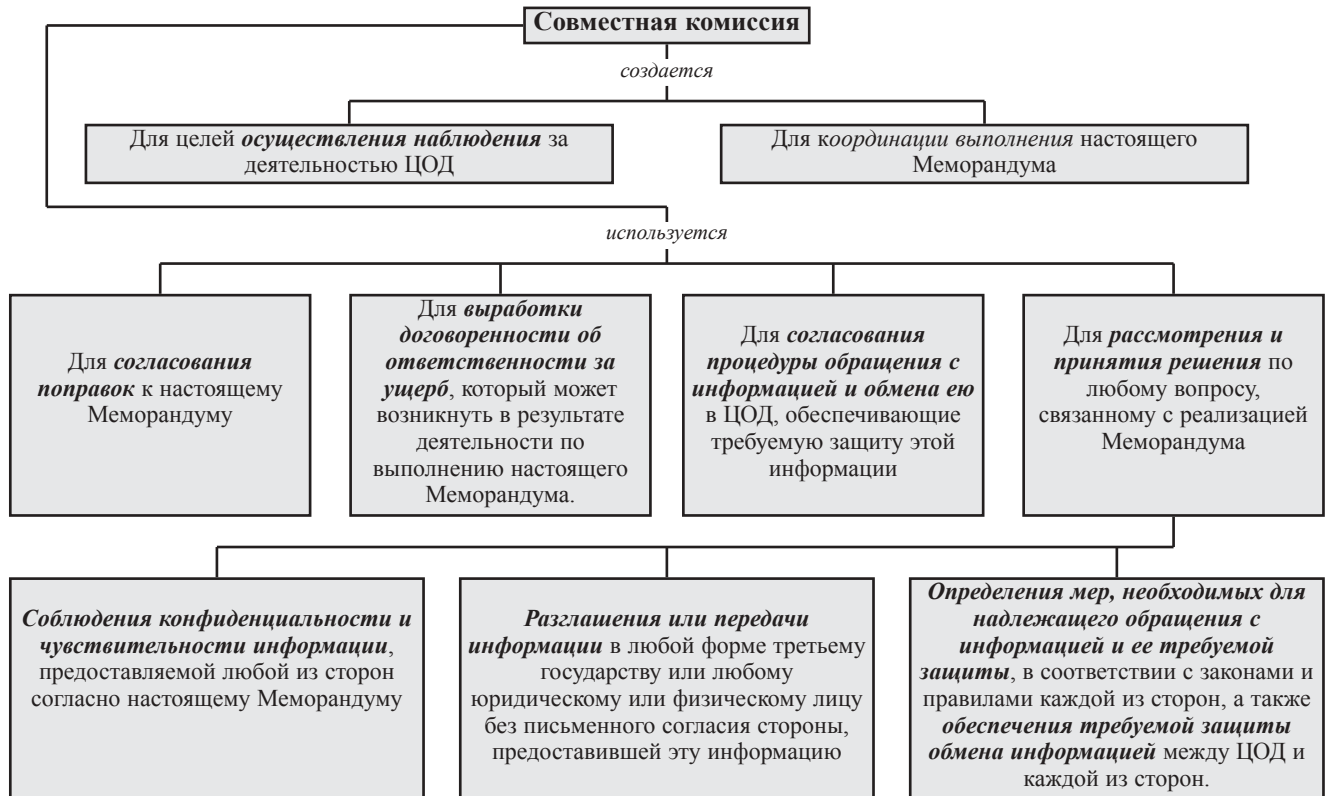 Совместная комиссия
создается
Для целей осуществления наблюдения за
деятельностью ЦОД
Для координации выполнения настоящего
Меморандума
используется
Для согласования
поправок к настоящему
Меморандуму
Для выработки
договоренности об
ответственности за
ущерб, который может
возникнуть в результате
деятельности по
выполнению настоящего
Меморандума.
Для согласования
процедуры обращения с
информацией и обмена ею
в ЦОД, обеспечивающие
требуемую защиту этой
информации
Для рассмотрения и
принятия решения по
любому вопросу,
связанному с реализацией
Меморандума
Соблюдения конфиденциальности и
чувствительности информации,
предоставляемой любой из сторон
согласно настоящему Меморандуму
Разглашения или передачи
информации в любой форме третьему
государству или любому
юридическому или физическому лицу
без письменного согласия стороны,
предоставившей эту информацию
Определения мер, необходимых для
надлежащего обращения с
информацией и ее требуемой
защиты, в соответствии с законами и
правилами каждой из сторон, а также
обеспечения требуемой защиты
обмена информацией между ЦОД и
каждой из сторон.